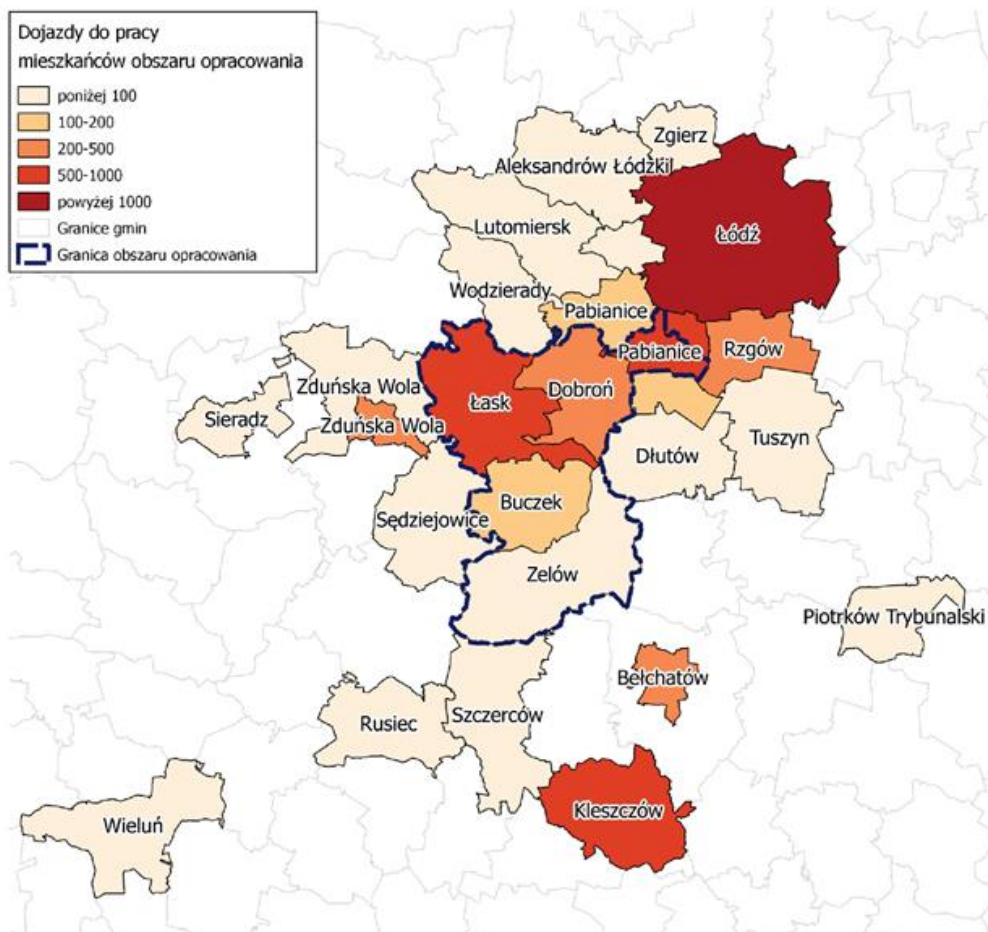 Dojazdy do pracy
mieszkańców obszaru opracowania
poniżej 100
100-200
200-500
500-1000
powyżej 1000
Granice gmin
Granica obszaru opracowania
Zgierz
Aleksandrów Łódzki
Lutomiersk
Łódź
Wodzierady
Pabianice
Pabianice
Rzgów
Zduńska Wola
Łask
Dobroń
Sieradz
Zduńska Wola
Tuszyn
Dłutów
Buczek
Sędziejowice
Zelów
Piotrków Trybunalski
Bełchatów
Szczerców
Rusiec
Kleszczów
Wieluń